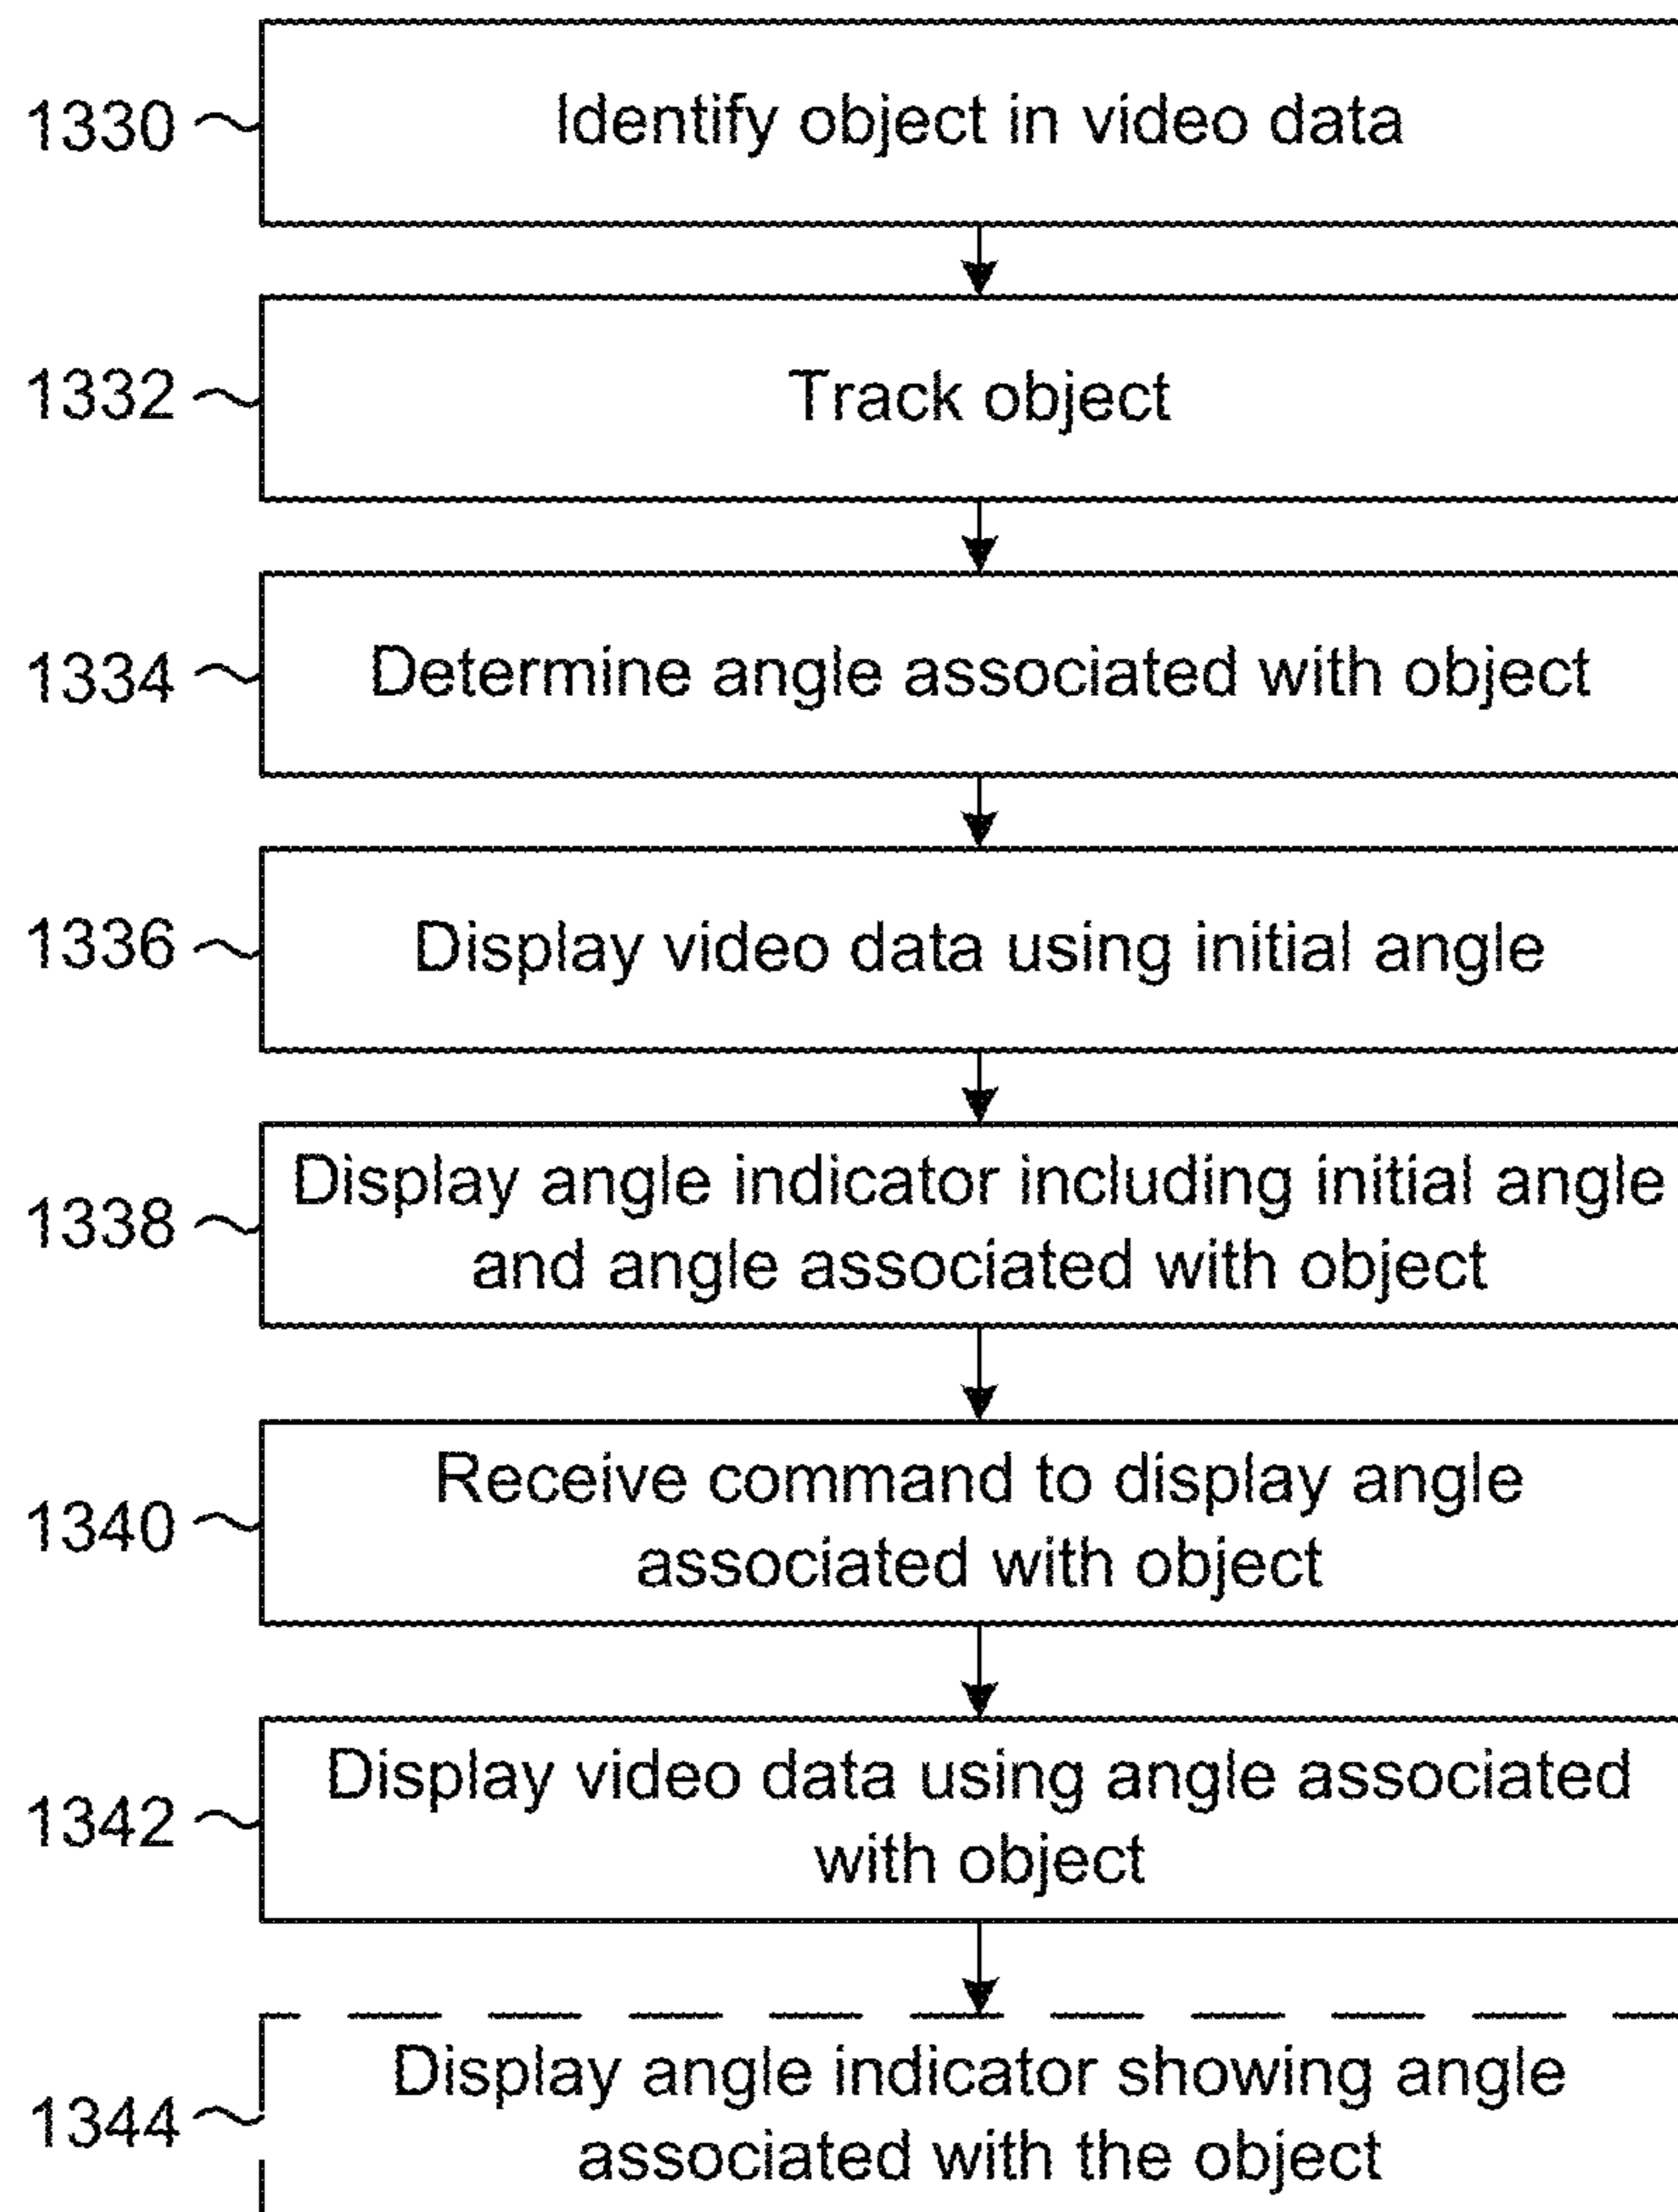 1330
Identify object in video data
1332
Track object
1334
Determine angle associated with object
1336
Display video data using initial angle
1338
Display angle indicator including initial angle
and angle associated with object
1340
Receive command to display angle
associated with object
1342
Display video data using angle associated
with object
1344
Display angle indicator showing angle
associated with the object